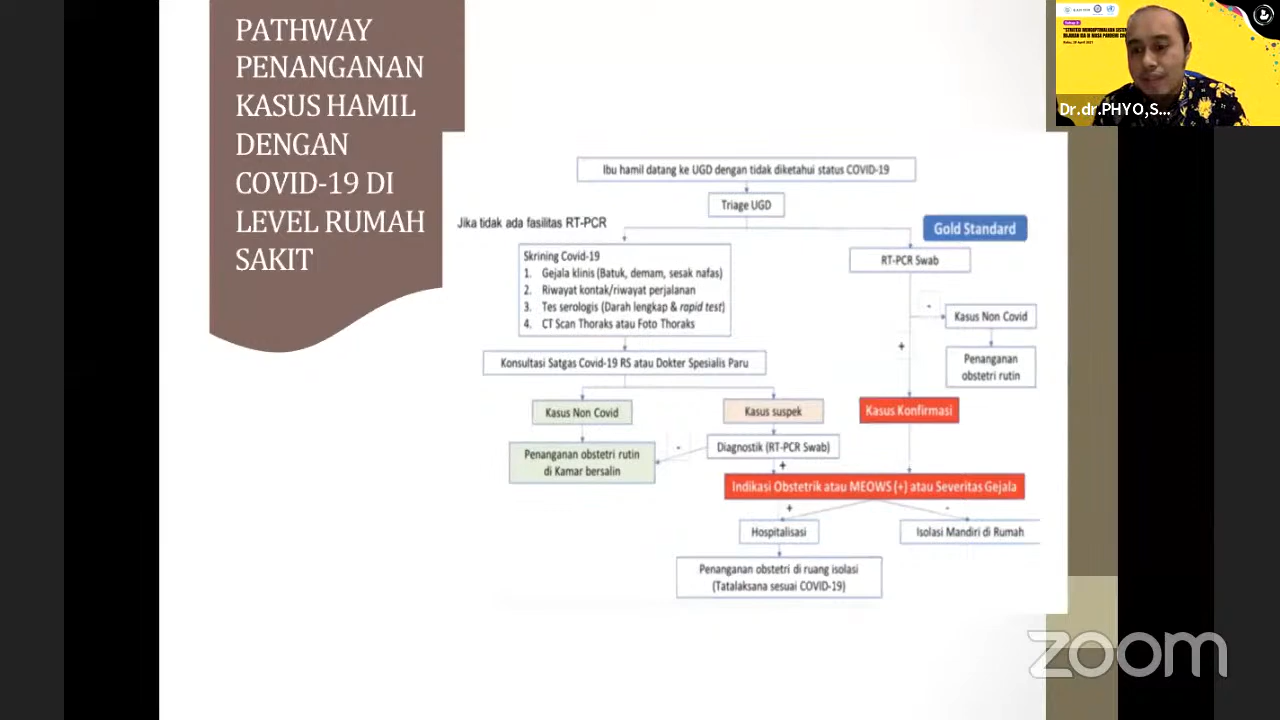 PATHWAY
PENANGANAN
KASUS HAMIL
DENGAN
COVID-19 DI
LEVEL RUMAH
SAKIT
Ibu hamil datang ke UGD dengan tidak diketahui status COVID-19
Triage UGD
Jika tidak ada fasilitas RT-PCR
Gold Standard
Skrining Covid-19
1. Gejala klinis (Batuk, demam, sesak nafas)
2. Riwayat kontak/riwayat perjalanan
3. Tes serologis (Darah lengkap & rapid test)
4. CT Scan Thoraks atau Foto Thoraks
RT-PCR Swab
-
Kasus Non Covid
+
Penanganan
obstetri rutin
Konsultasi Satgas Covid-19 RS atau Dokter Spesialis Paru
Kasus Non Covid
Kasus suspek
Kasus Konfirmasi
Penanganan obstetri rutin
di Kamar bersalin
-
Diagnostik (RT-PCR Swab)
+
Indikasi Obstetrik atau MEOWS (+) atau Severitas Gejala
+
-
Hospitalisasi
Isolasi Mandiri di Rumah
Penanganan obstetri di ruang isolasi
(Tatalaksana sesuai COVID-19)
Dr.dr.PHYO,S...
zoom